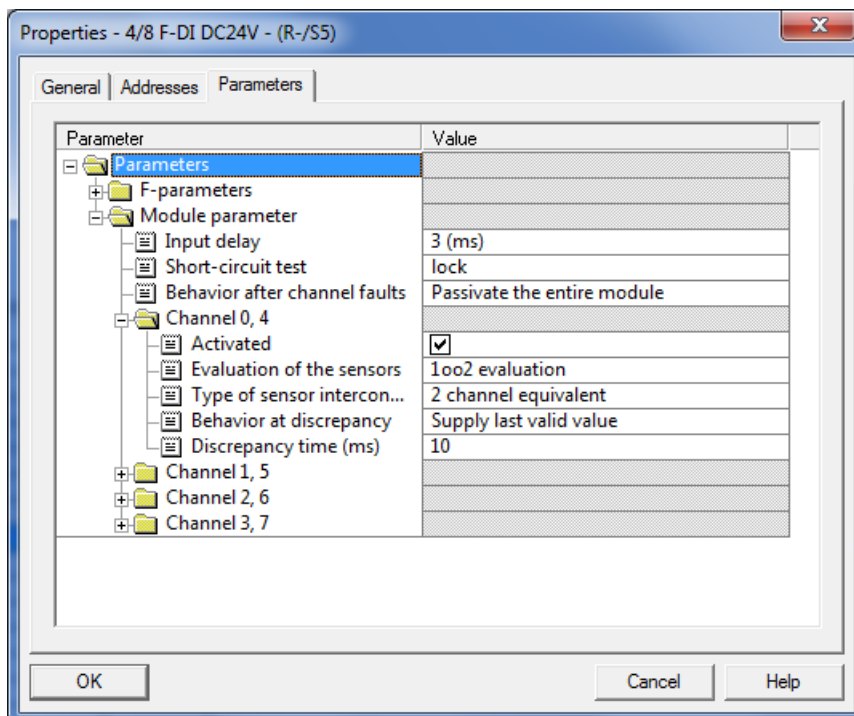 Properties - 4/8 F-DI DC24V - (R-/S5)
General Addresses Parameters
Parameter Value
Parameters
F-parameters
Module parameter
Input delay 3 (ms)
Short-circuit test lock
Behavior after channel faults Passivate the entire module
Channel 0, 4
Activated
Evaluation of the sensors 1oo2 evaluation
Type of sensor intercon... 2 channel equivalent
Behavior at discrepancy Supply last valid value
Discrepancy time (ms) 10
Channel 1, 5
Channel 2, 6
Channel 3, 7
OK Cancel Help